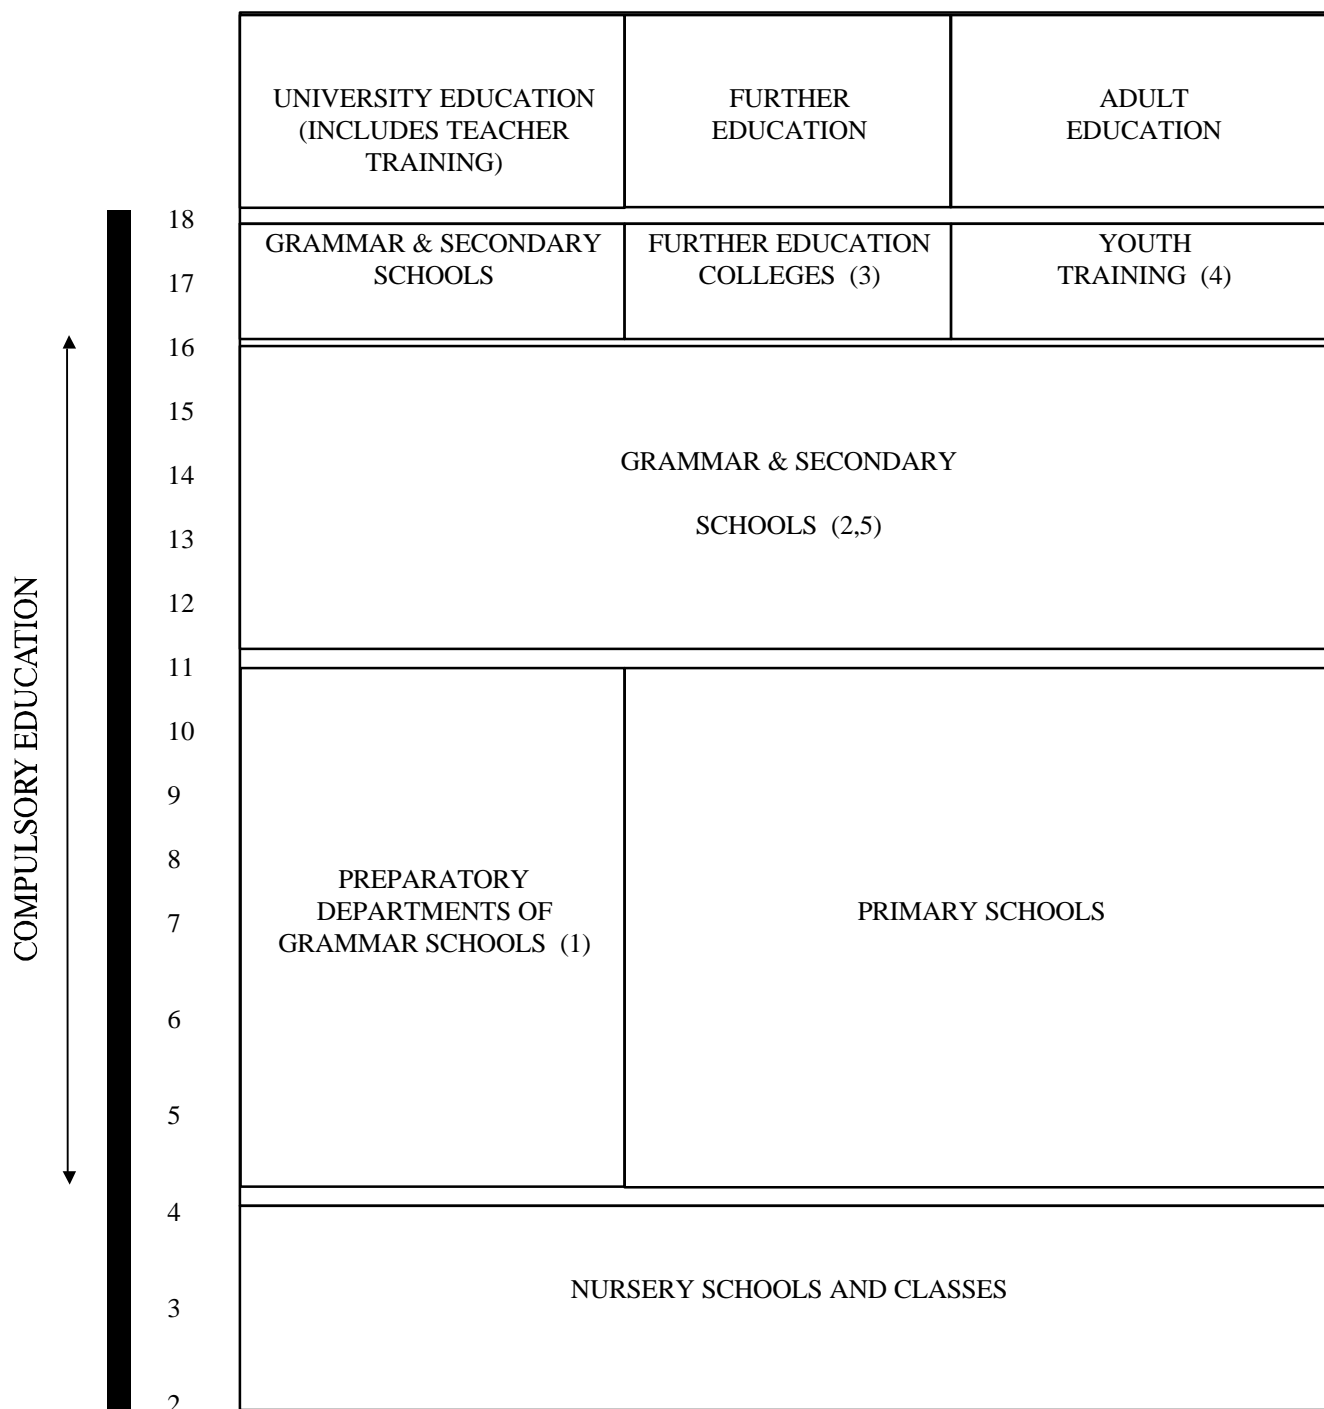 UNIVERSITY EDUCATION
(INCLUDES TEACHER
TRAINING)
FURTHER
EDUCATION
ADULT
EDUCATION
18
GRAMMAR & SECONDARY
SCHOOLS
FURTHER EDUCATION
COLLEGES (3)
YOUTH
TRAINING (4)
17
16
15
14
GRAMMAR & SECONDARY
SCHOOLS (2,5)
13
12
11
10
9
8
7
PREPARATORY
DEPARTMENTS OF
GRAMMAR SCHOOLS (1)
PRIMARY SCHOOLS
COMPULSORY EDUCATION
6
5
4
NURSERY SCHOOLS AND CLASSES
3
2